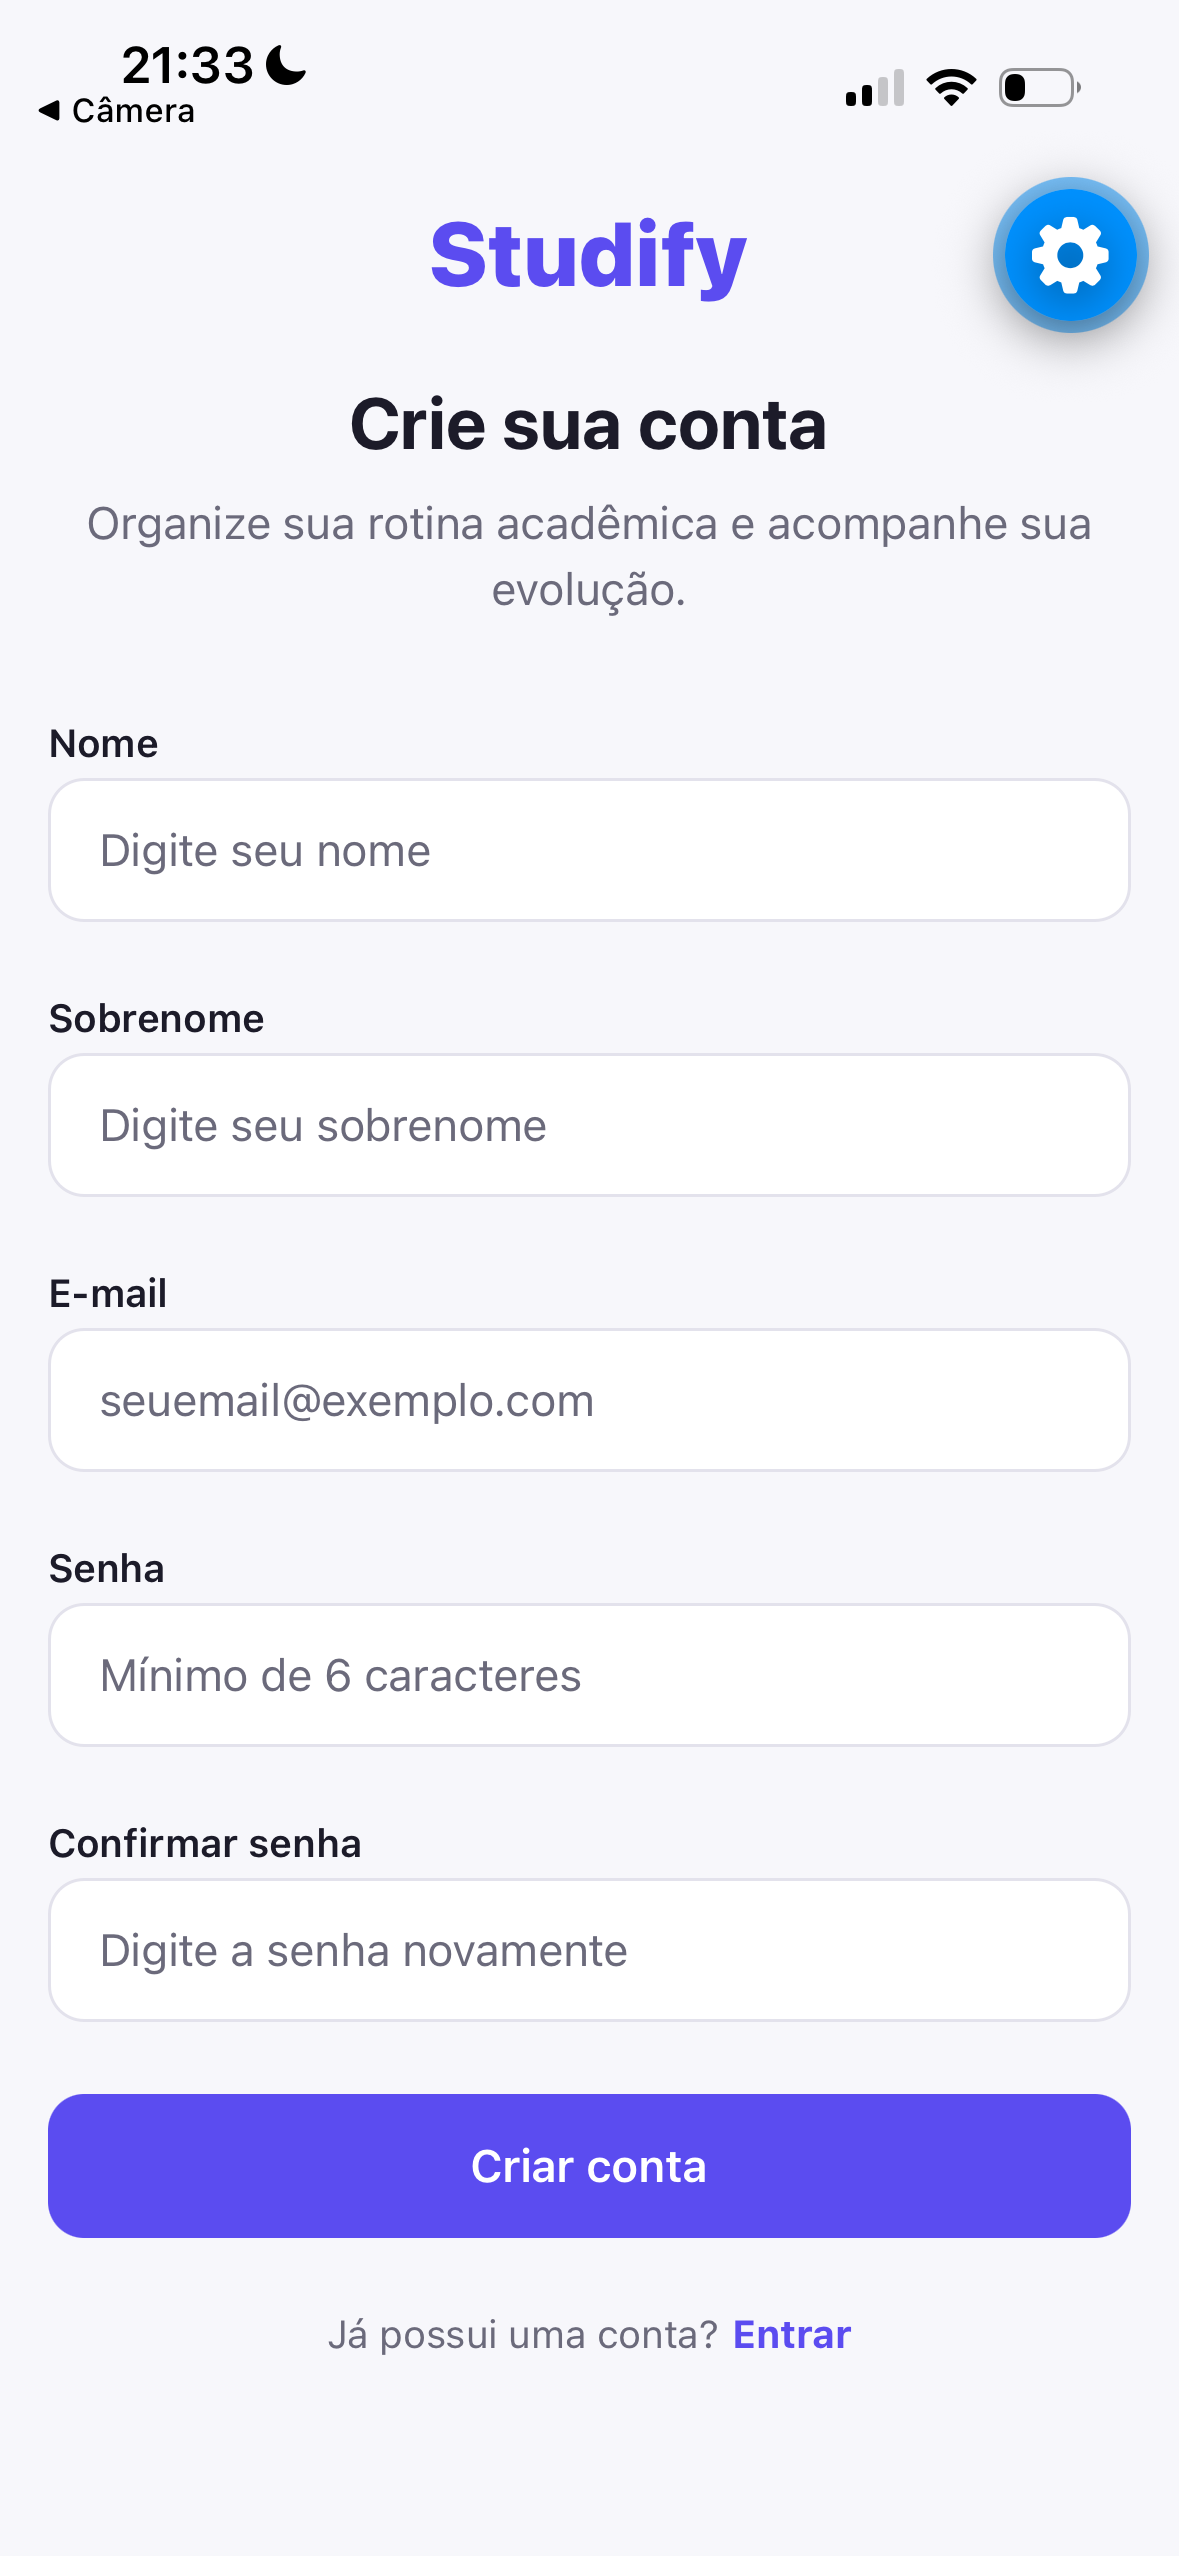 21:33
Câmera
Studify
Crie sua conta
Organize sua rotina acadêmica e acompanhe sua
evolução.
Nome
Digite seu nome
Sobrenome
Digite seu sobrenome
E-mail
seuemail@exemplo.com
Senha
Mínimo de 6 caracteres
Confirmar senha
Digite a senha novamente
Criar conta
Já possui uma conta? Entrar